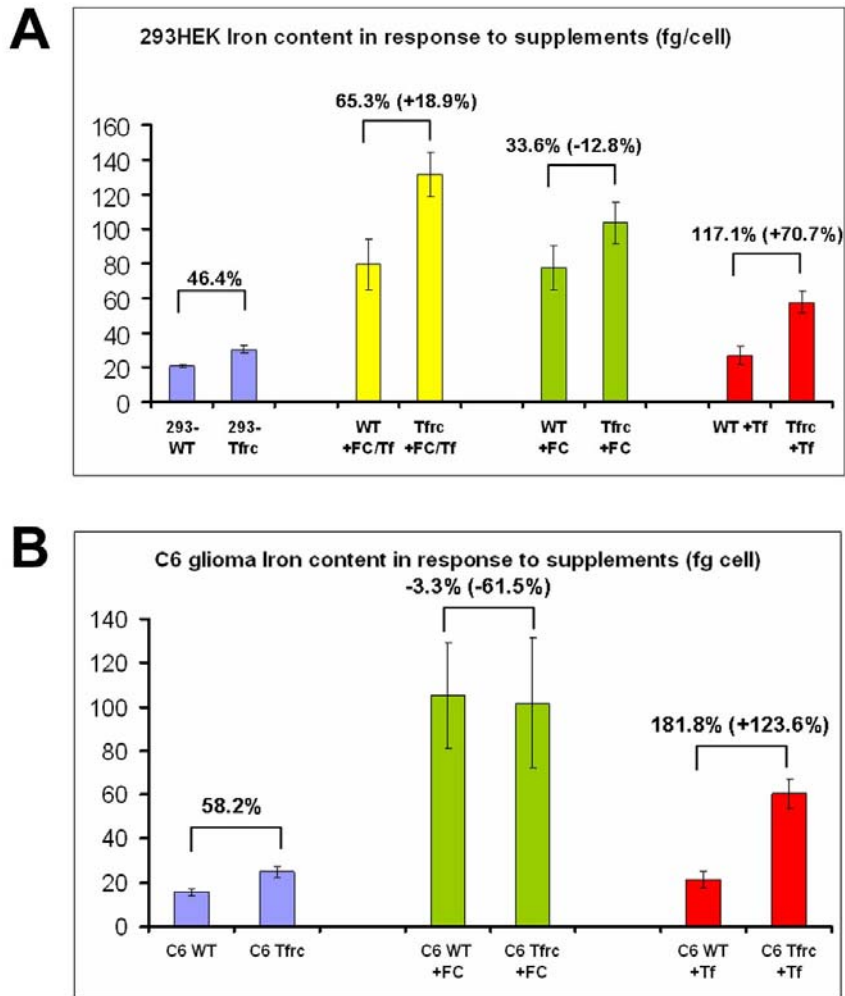 A
293HEK Iron content in response to supplements (fg/cell)
65.3% (+18.9%)
33.6% (-12.8%)
117.1% (+70.7%)
46.4%
160
140
120
100
80
60
40
20
0
293-
WT
293-
Tfrc
WT
+FC/Tf
Tfrc
+FC/Tf
WT
+FC
Tfrc
+FC
WT +Tf
Tfrc
+Tf
B
C6 glioma Iron content in response to supplements (fg cell)
-3.3% (-61.5%)
181.8% (+123.6%)
58.2%
140
120
100
80
60
40
20
0
C6 WT
C6 Tfrc
C6 WT
+FC
C6 Tfrc
+FC
C6 WT
+Tf
C6 Tfrc
+Tf